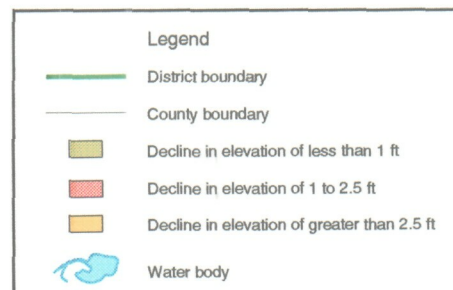 Legend
District boundary
County boundary
Decline in elevation of less than 1 ft
Decline in elevation of 1 to 2.5 ft
Decline in elevation of greater than 2.5 ft
Water body